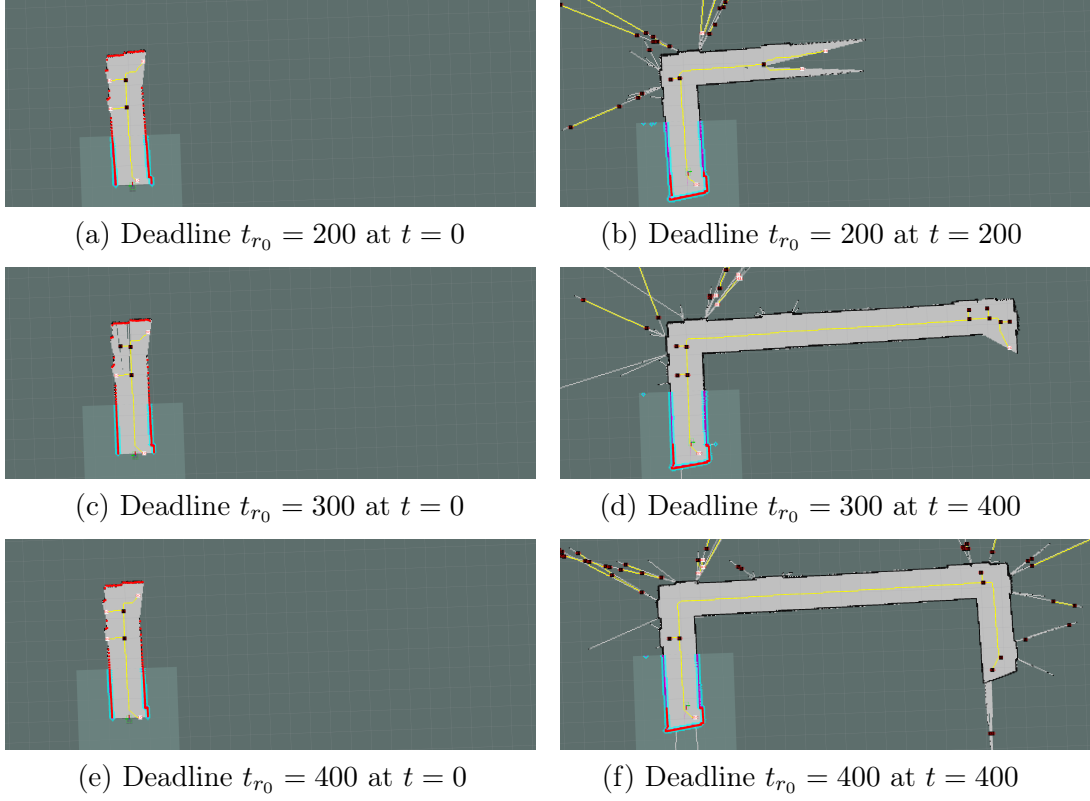 (a) Deadline $t_{r_0} = 200$ at $t = 0$
(b) Deadline $t_{r_0} = 200$ at $t = 200$
(c) Deadline $t_{r_0} = 300$ at $t = 0$
(d) Deadline $t_{r_0} = 300$ at $t = 400$
(e) Deadline $t_{r_0} = 400$ at $t = 0$
(f) Deadline $t_{r_0} = 400$ at $t = 400$